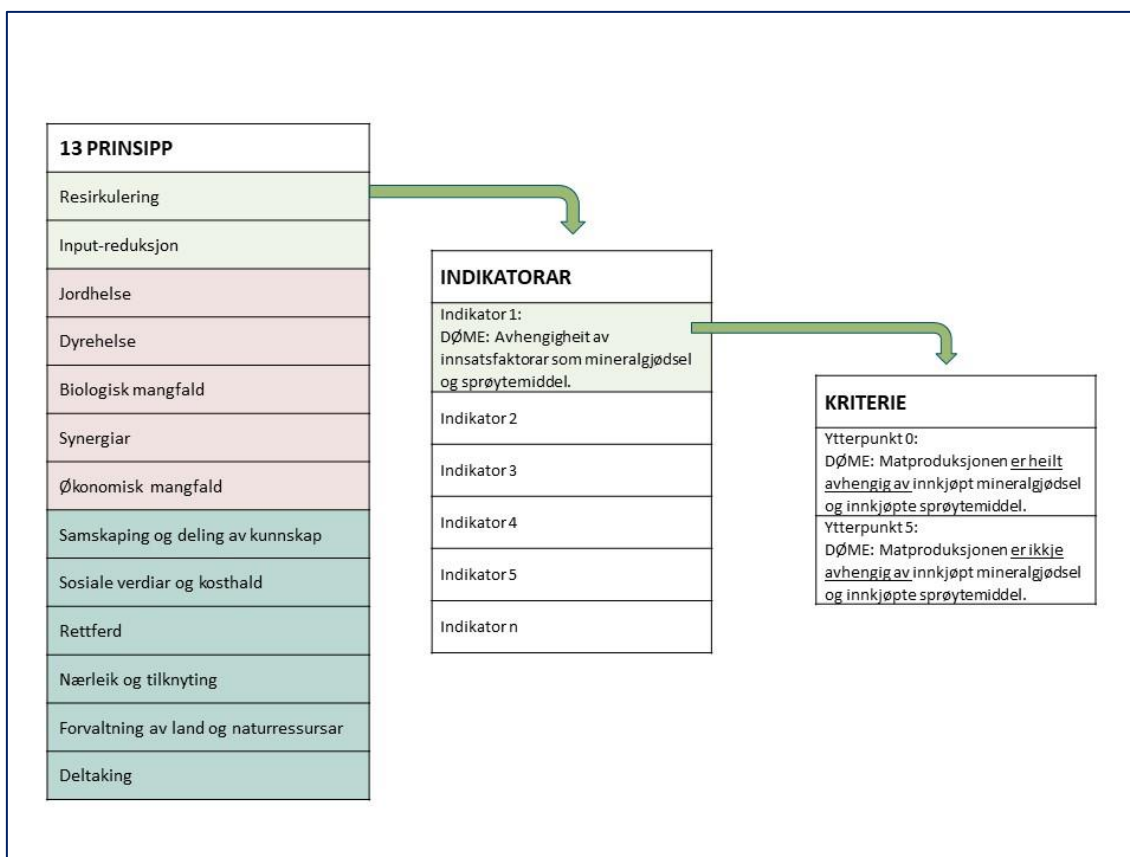 13 PRINSIPP
Resirkulering
Input-reduksjon
Jordhelse
Dyrehelse
Biologisk mangfald
Synergiar
Økonomisk mangfald
Samskaping og deling av kunnskap
Sosiale verdiar og kosthald
Rettferd
Nærleik og tilknyting
Forvaltning av land og naturressursar
Deltaking
INDIKATORAR
Indikator 1:
DØME: Avhengigheit av
innsatsfaktorar som mineralgjødsel
og sprøytemiddel.
Indikator 2
Indikator 3
Indikator 4
Indikator 5
Indikator n
KRITERIE
Ytterpunkt 0:
DØME: Matproduksjonen er heilt
avhengig av innkjøpt mineralgjødsel
og innkjøpte sprøytemiddel.
Ytterpunkt 5:
DØME: Matproduksjonen er ikkje
avhengig av innkjøpt mineralgjødsel
og innkjøpte sprøytemiddel.